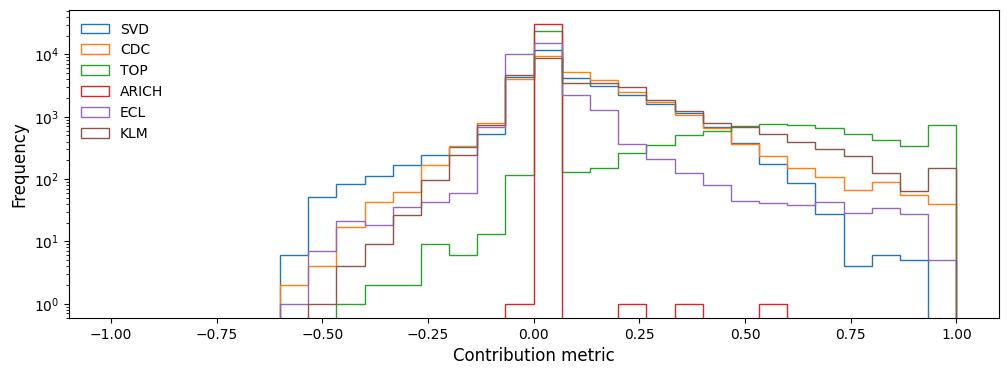 SVD
CDC
TOP
ARICH
ECL
KLM
Frequency
10⁴
10³
10²
10¹
10⁰
−1.00 −0.75 −0.50 −0.25 0.00 0.25 0.50 0.75 1.00
Contribution metric